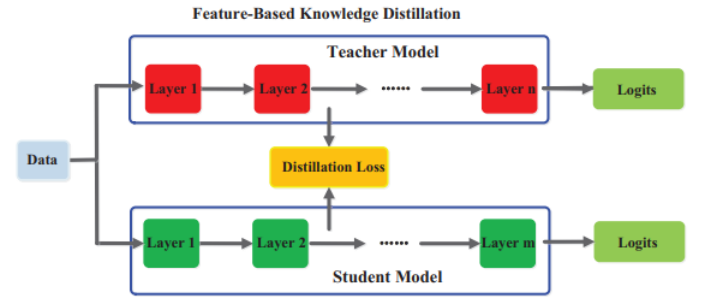 Feature-Based Knowledge Distillation
Teacher Model
Layer 1
Layer 2
......
Layer n
Logits
Data
Distillation Loss
Layer 1
Layer 2
......
Layer m
Logits
Student Model